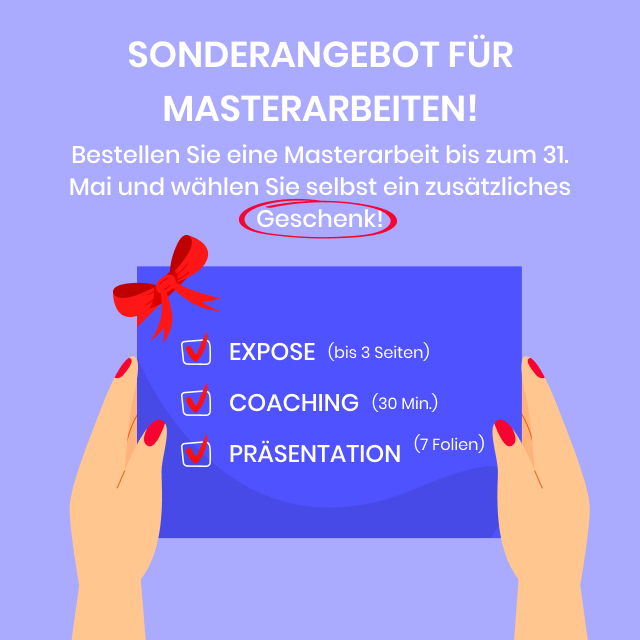 SONDERANGEBOT FÜR
MASTERARBEITEN!
Bestellen Sie eine Masterarbeit bis zum 31.
Mai und wählen Sie selbst ein zusätzliches
Geschenk!
EXPOSE (bis 3 Seiten)
COACHING (30 Min.)
PRÄSENTATION (7 Folien)